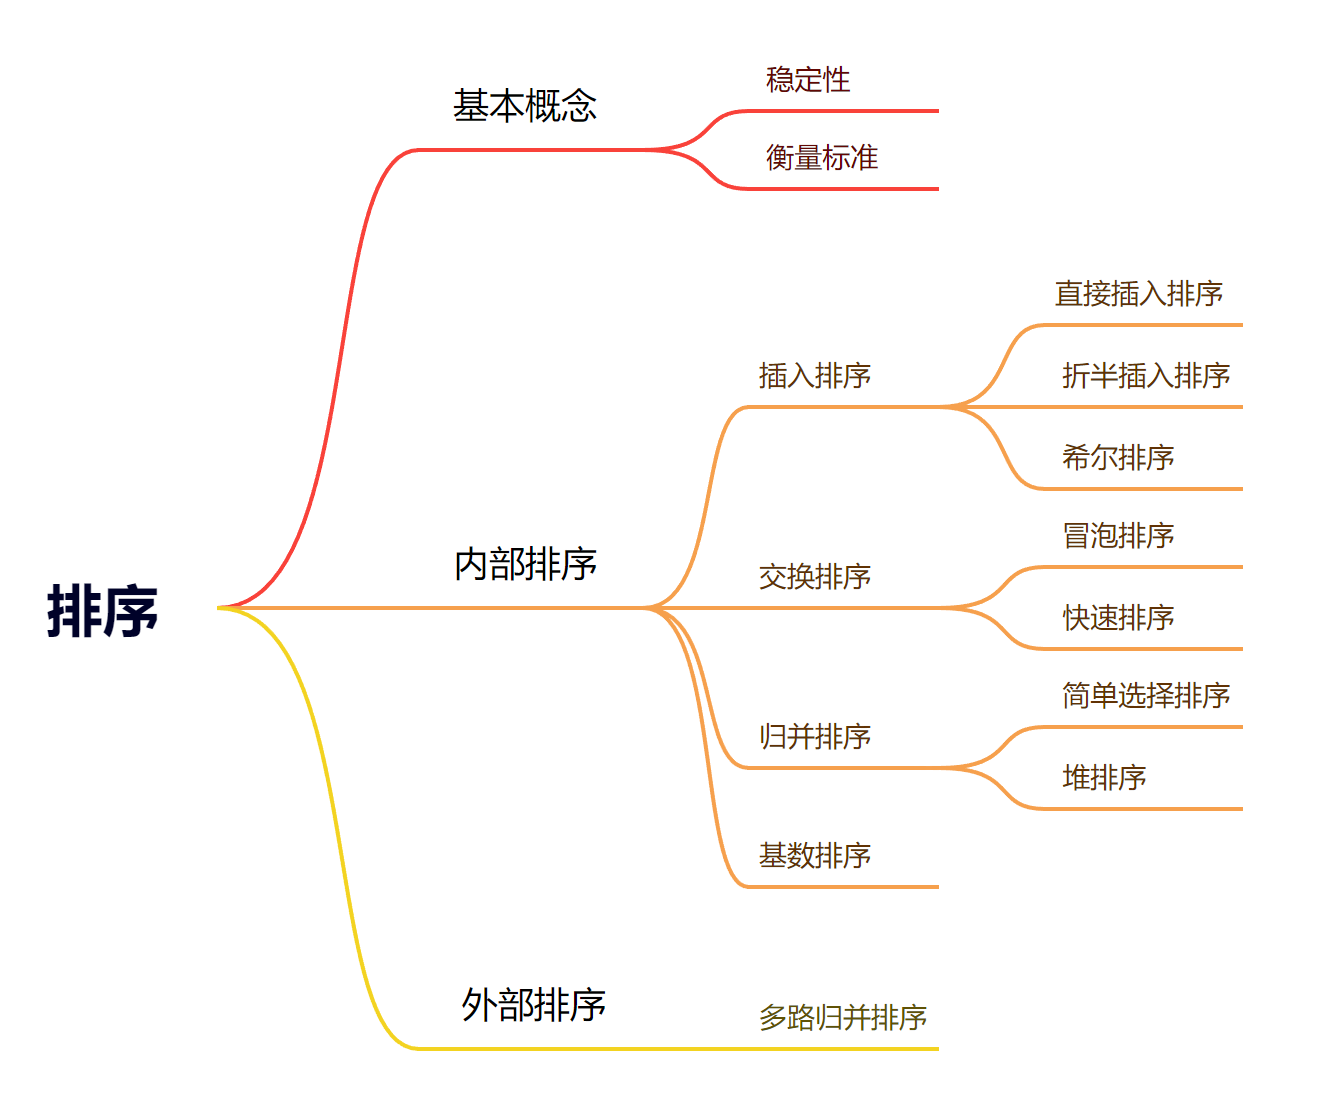 排序
基本概念
稳定性
衡量标准
内部排序
插入排序
直接插入排序
折半插入排序
希尔排序
交换排序
冒泡排序
快速排序
归并排序
简单选择排序
堆排序
基数排序
外部排序
多路归并排序